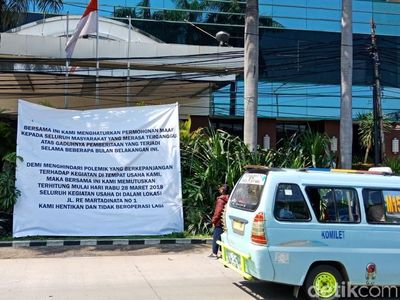 BERSAMA INI KAMI MENGHATURKAN PERMOHONAN MAAF
KEPADA SELURUH MASYARAKAT YANG MERASA TERGANGGU
ATAS GADUHNYA PEMBERITAAN YANG TERJADI
SELAMA BEBERAPA BULAN BELAKANGAN INI.
DEMI MENGHINDARI POLEMIK YANG BERKEPANJANGAN
TERHADAP KEGIATAN DI TEMPAT USAHA KAMI,
MAKA BERSAMA INI KAMI MEMUTUSKAN
TERHITUNG MULAI HARI RABU 28 MARET 2018
SELURUH KEGIATAN USAHA DI DALAM LOKASI
JL. RE MARTADINATA NO 1
KAMI HENTIKAN DAN TIDAK BEROPERASI LAGI
KOMILET
detikcom